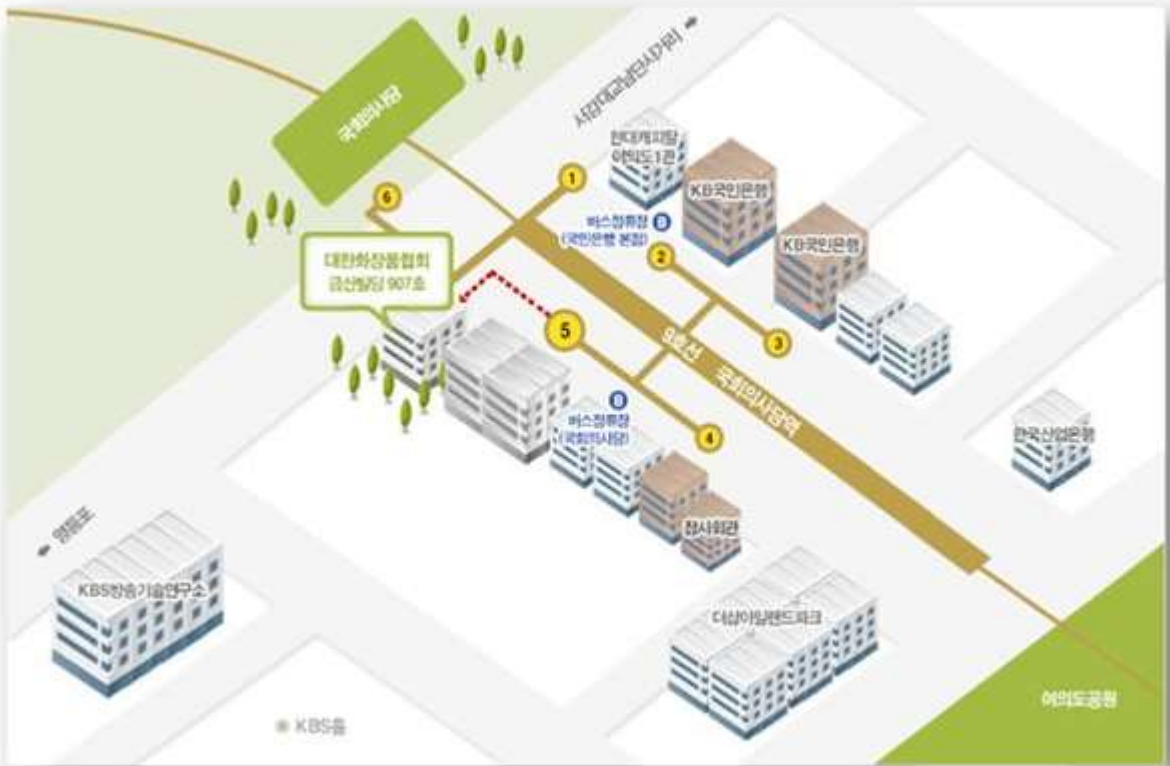 국회의사당
서강대교남단사거리
현대캐피탈
여의도1관
KB국민은행
KB국민은행
6
1
버스정류장
(국민은행 본점)
B
2
대한화장품협회
금산빌딩 907호
5
3
9호선 국회의사당역
B
버스정류장
(국회의사당)
4
한국산업은행
잡사회관
영등포
KBS방송기술연구소
더샵아일랜드파크
여의도공원
KBS홀